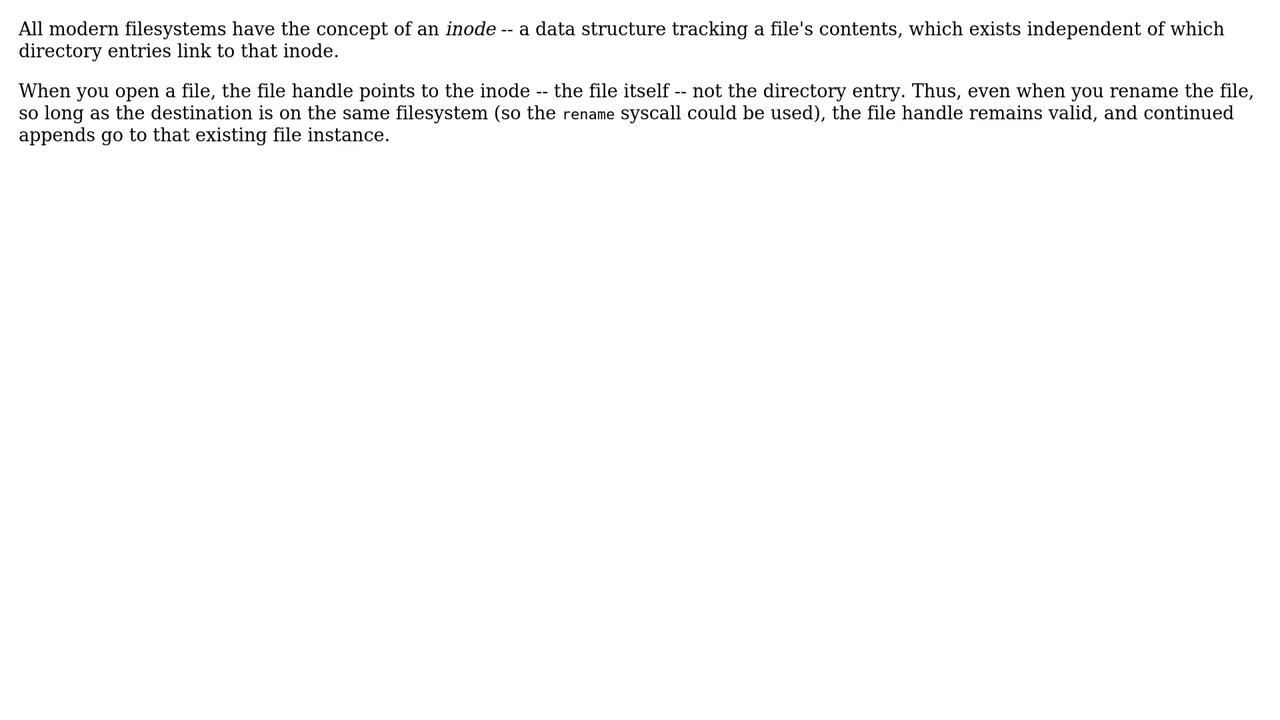 All modern filesystems have the concept of an inode -- a data structure tracking a file's contents, which exists independent of which
directory entries link to that inode.
When you open a file, the file handle points to the inode -- the file itself -- not the directory entry. Thus, even when you rename the file,
so long as the destination is on the same filesystem (so the rename syscall could be used), the file handle remains valid, and continued
appends go to that existing file instance.